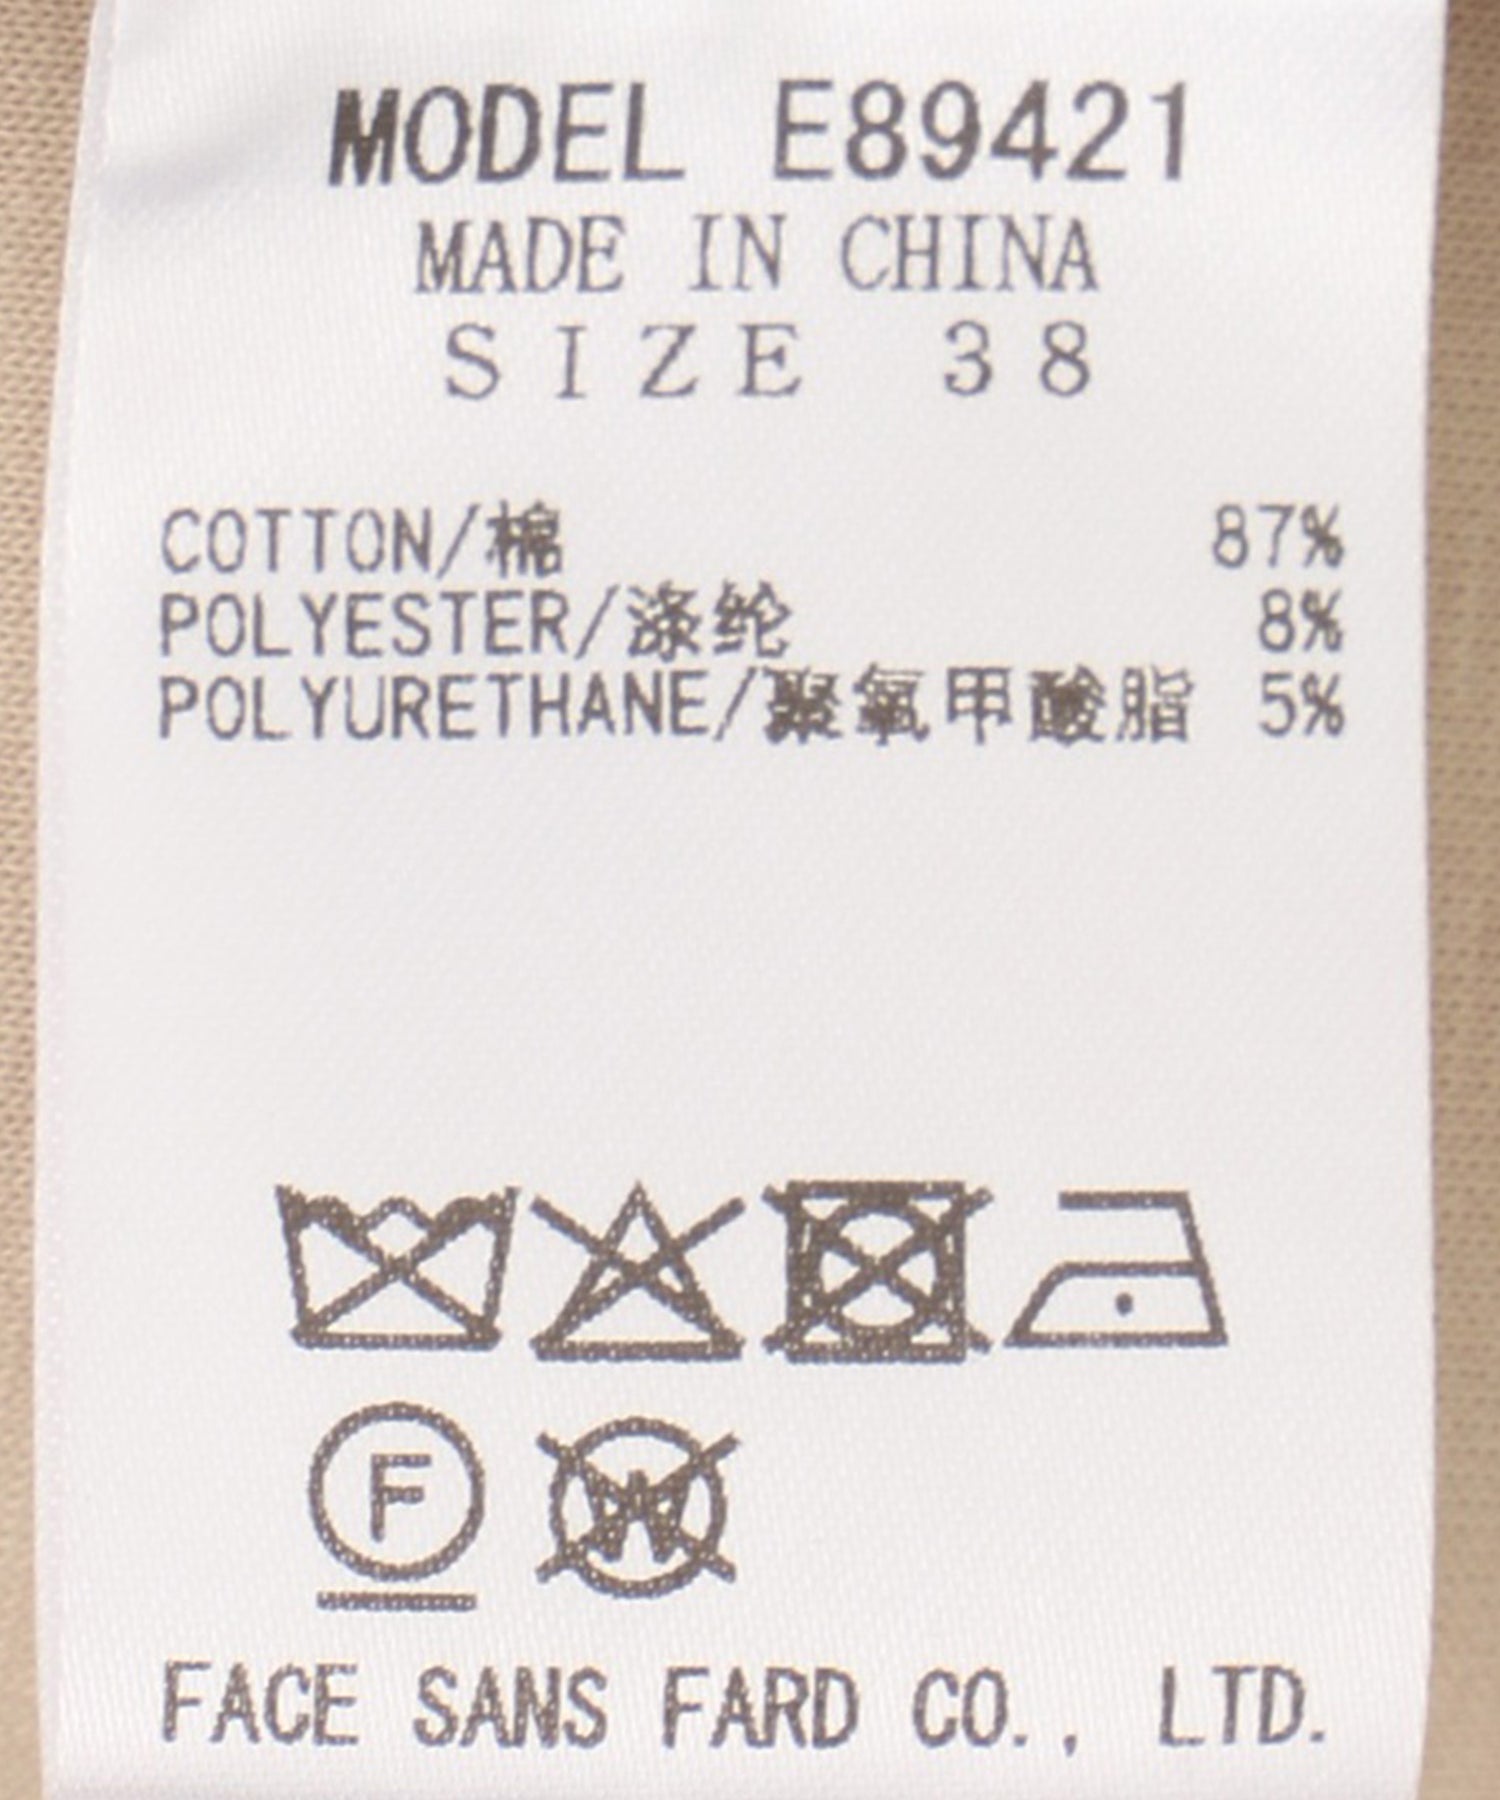 MODEL E89421
MADE IN CHINA
SIZE 38
COTTON/棉 87%
POLYESTER/涤纶 8%
POLYURETHANE/聚氨甲酸脂 5%
F W
FACE SANS FARD CO., LTD.